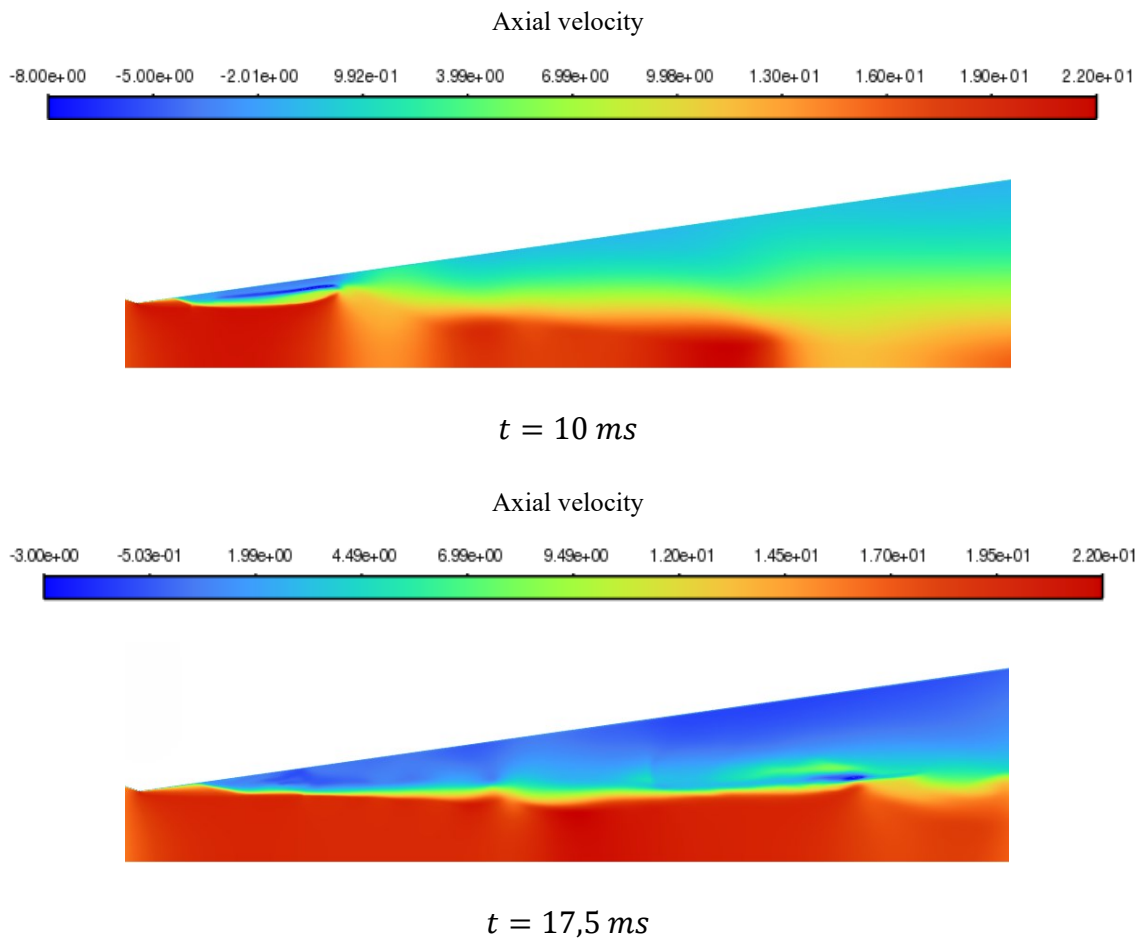 Axial velocity
-8.00e+00 -5.00e+00 -2.01e+00 9.92e-01 3.99e+00 6.99e+00 9.98e+00 1.30e+01 1.60e+01 1.90e+01 2.20e+01
t = 10 ms
Axial velocity
-3.00e+00 -5.03e-01 1.99e+00 4.49e+00 6.99e+00 9.49e+00 1.20e+01 1.45e+01 1.70e+01 1.95e+01 2.20e+01
t = 17,5 ms